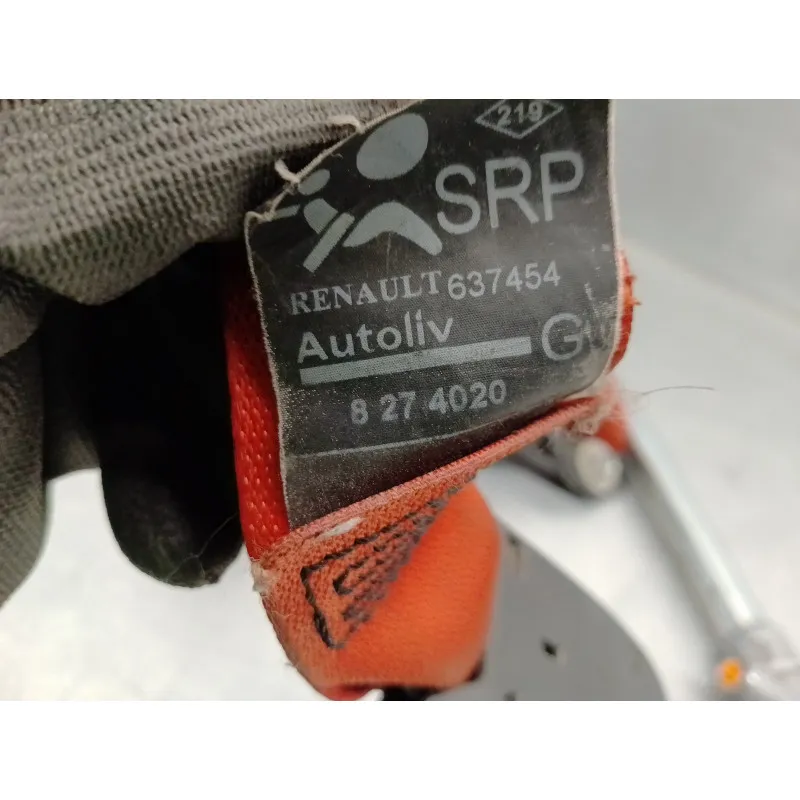 219
SRP
RENAULT 637454
Autoliv G
8 27 4020